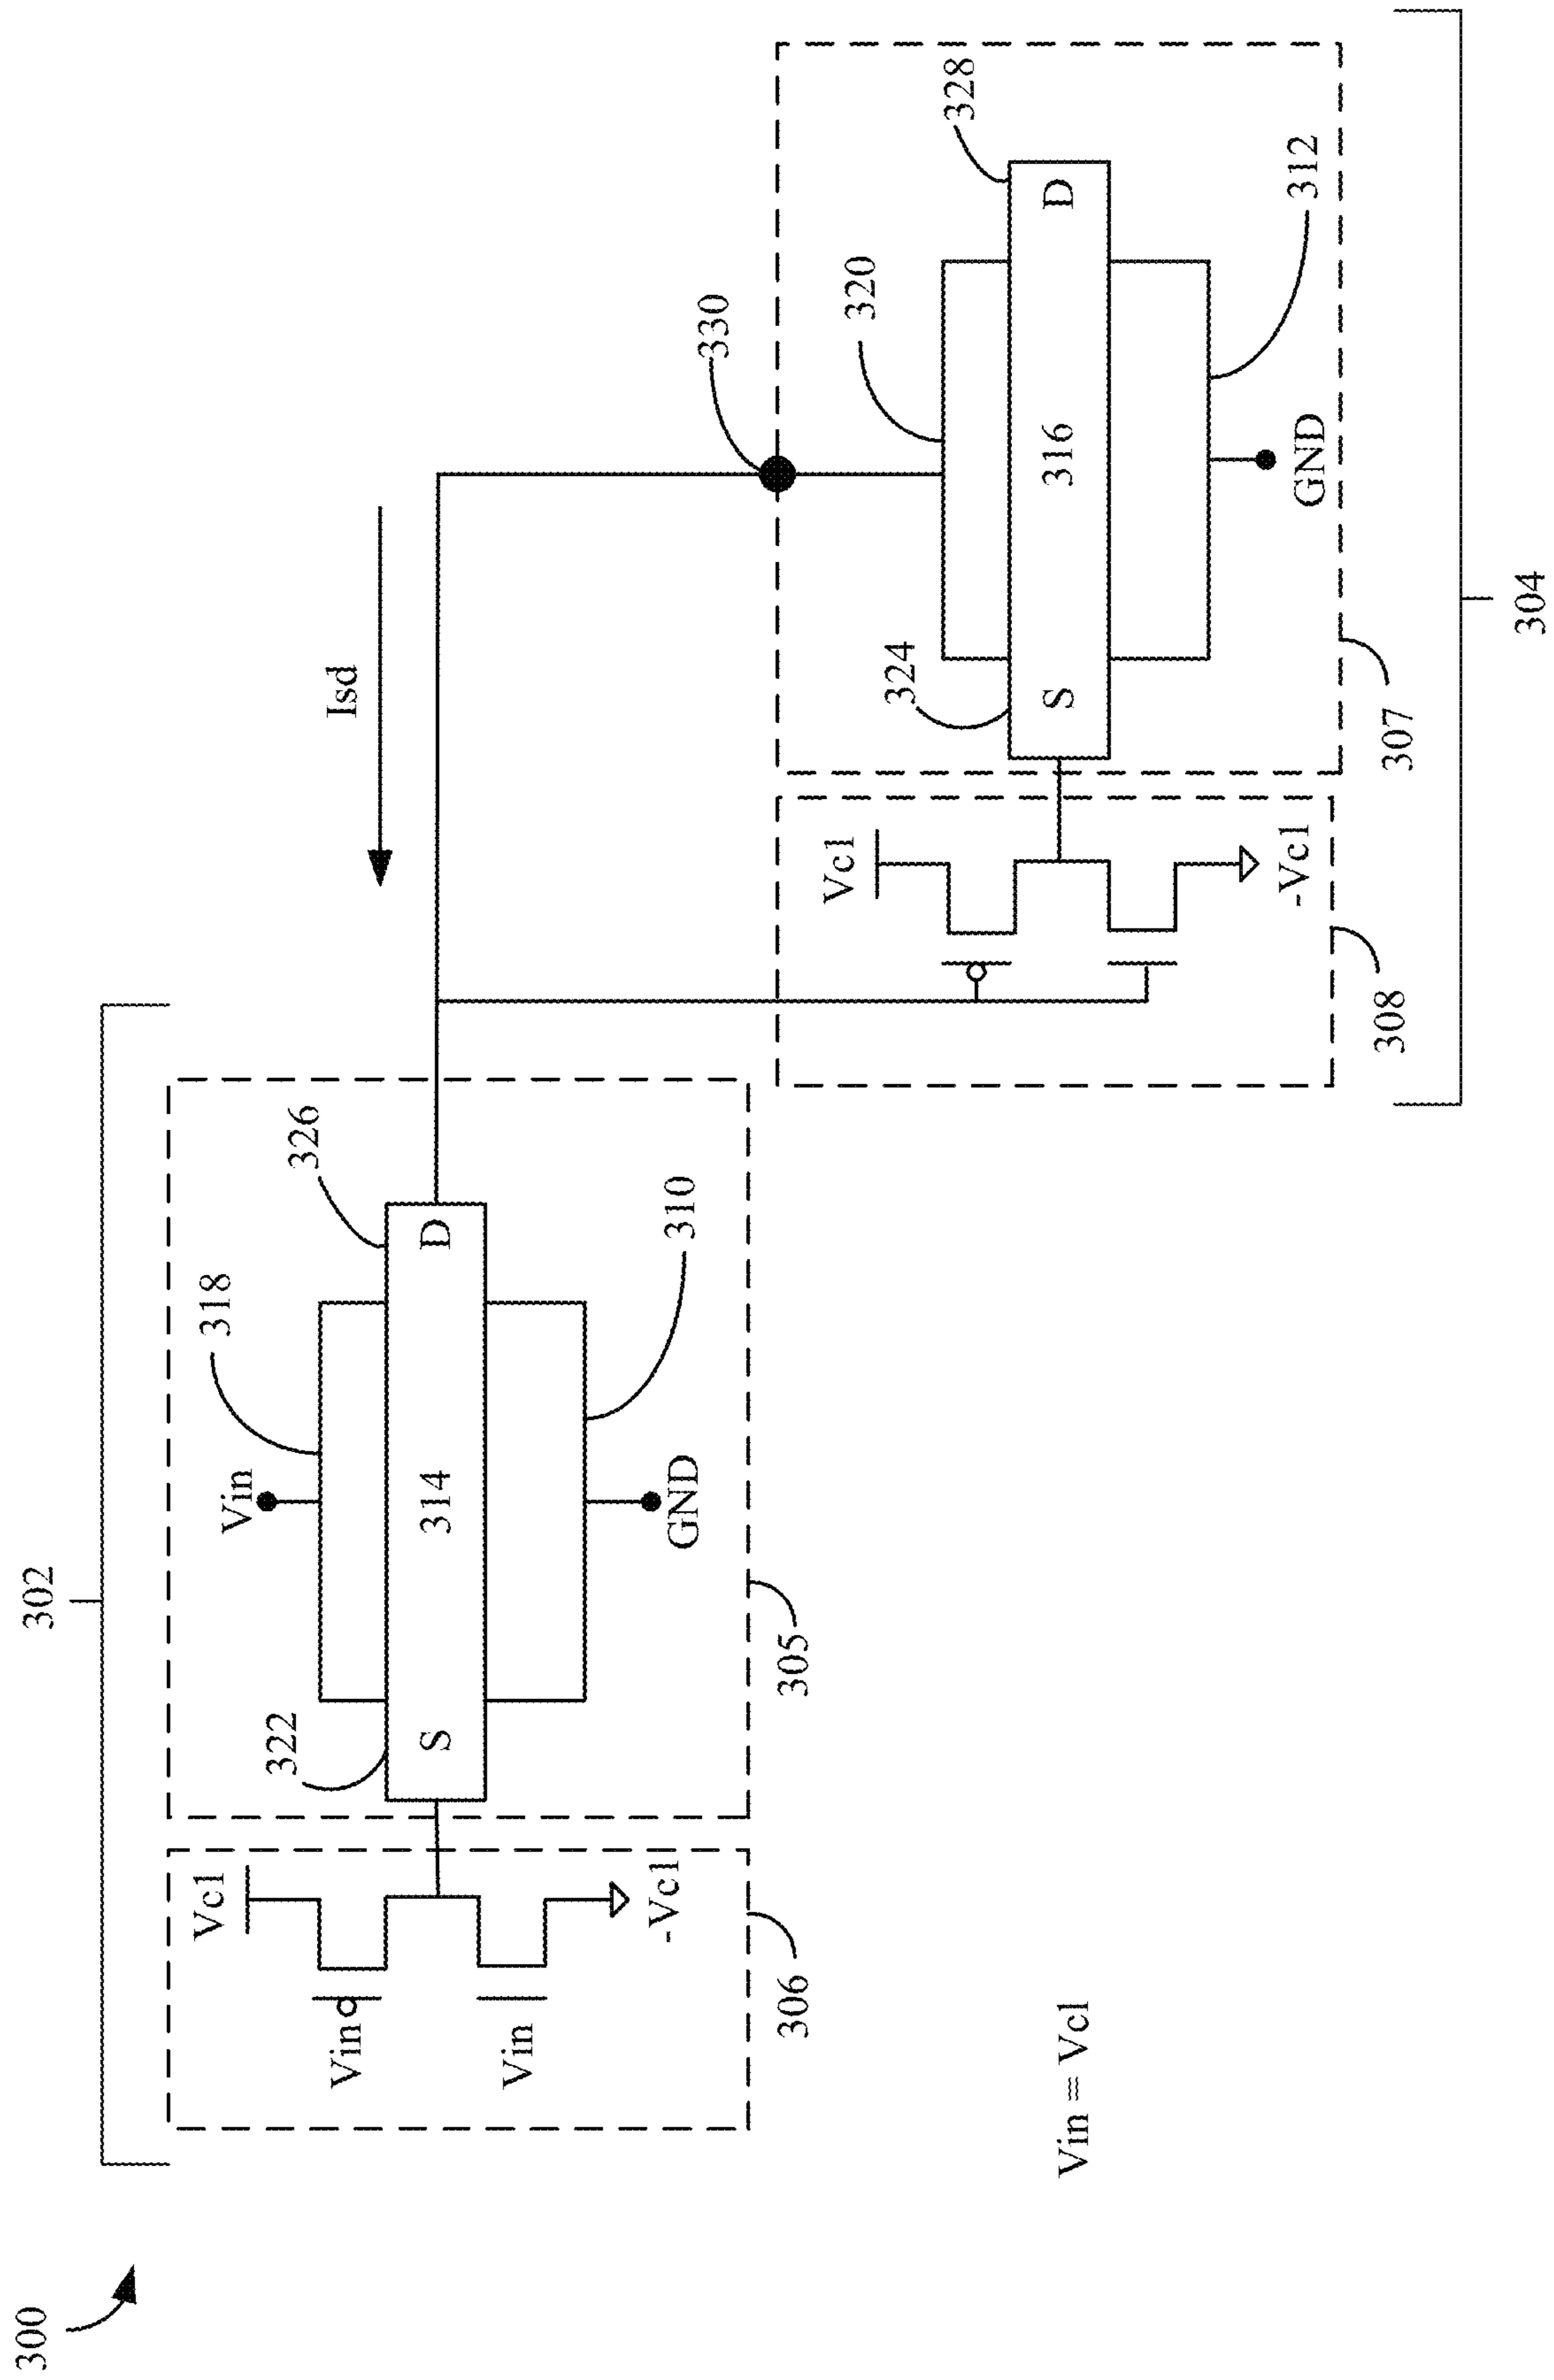 300
302
Vc1
Vin
318
322
326
Isd
Vin
S
314
D
Vin
-Vc1
GND
310
330
306
305
Vc1
324
320
328
S
316
D
Vin ≡ Vc1
-Vc1
GND
312
308
307
304